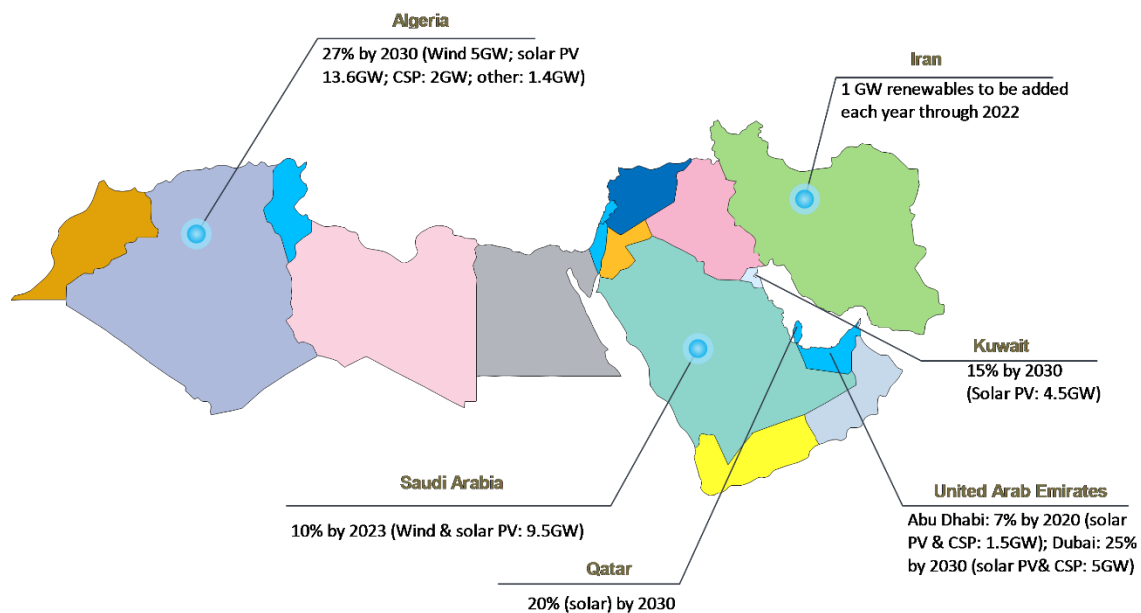 Algeria
27% by 2030 (Wind 5GW; solar PV
13.6GW; CSP: 2GW; other: 1.4GW)
Iran
1 GW renewables to be added
each year through 2022
Kuwait
15% by 2030
(Solar PV: 4.5GW)
Saudi Arabia
10% by 2023 (Wind & solar PV: 9.5GW)
United Arab Emirates
Abu Dhabi: 7% by 2020 (solar
PV & CSP: 1.5GW); Dubai: 25%
by 2030 (solar PV& CSP: 5GW)
Qatar
20% (solar) by 2030